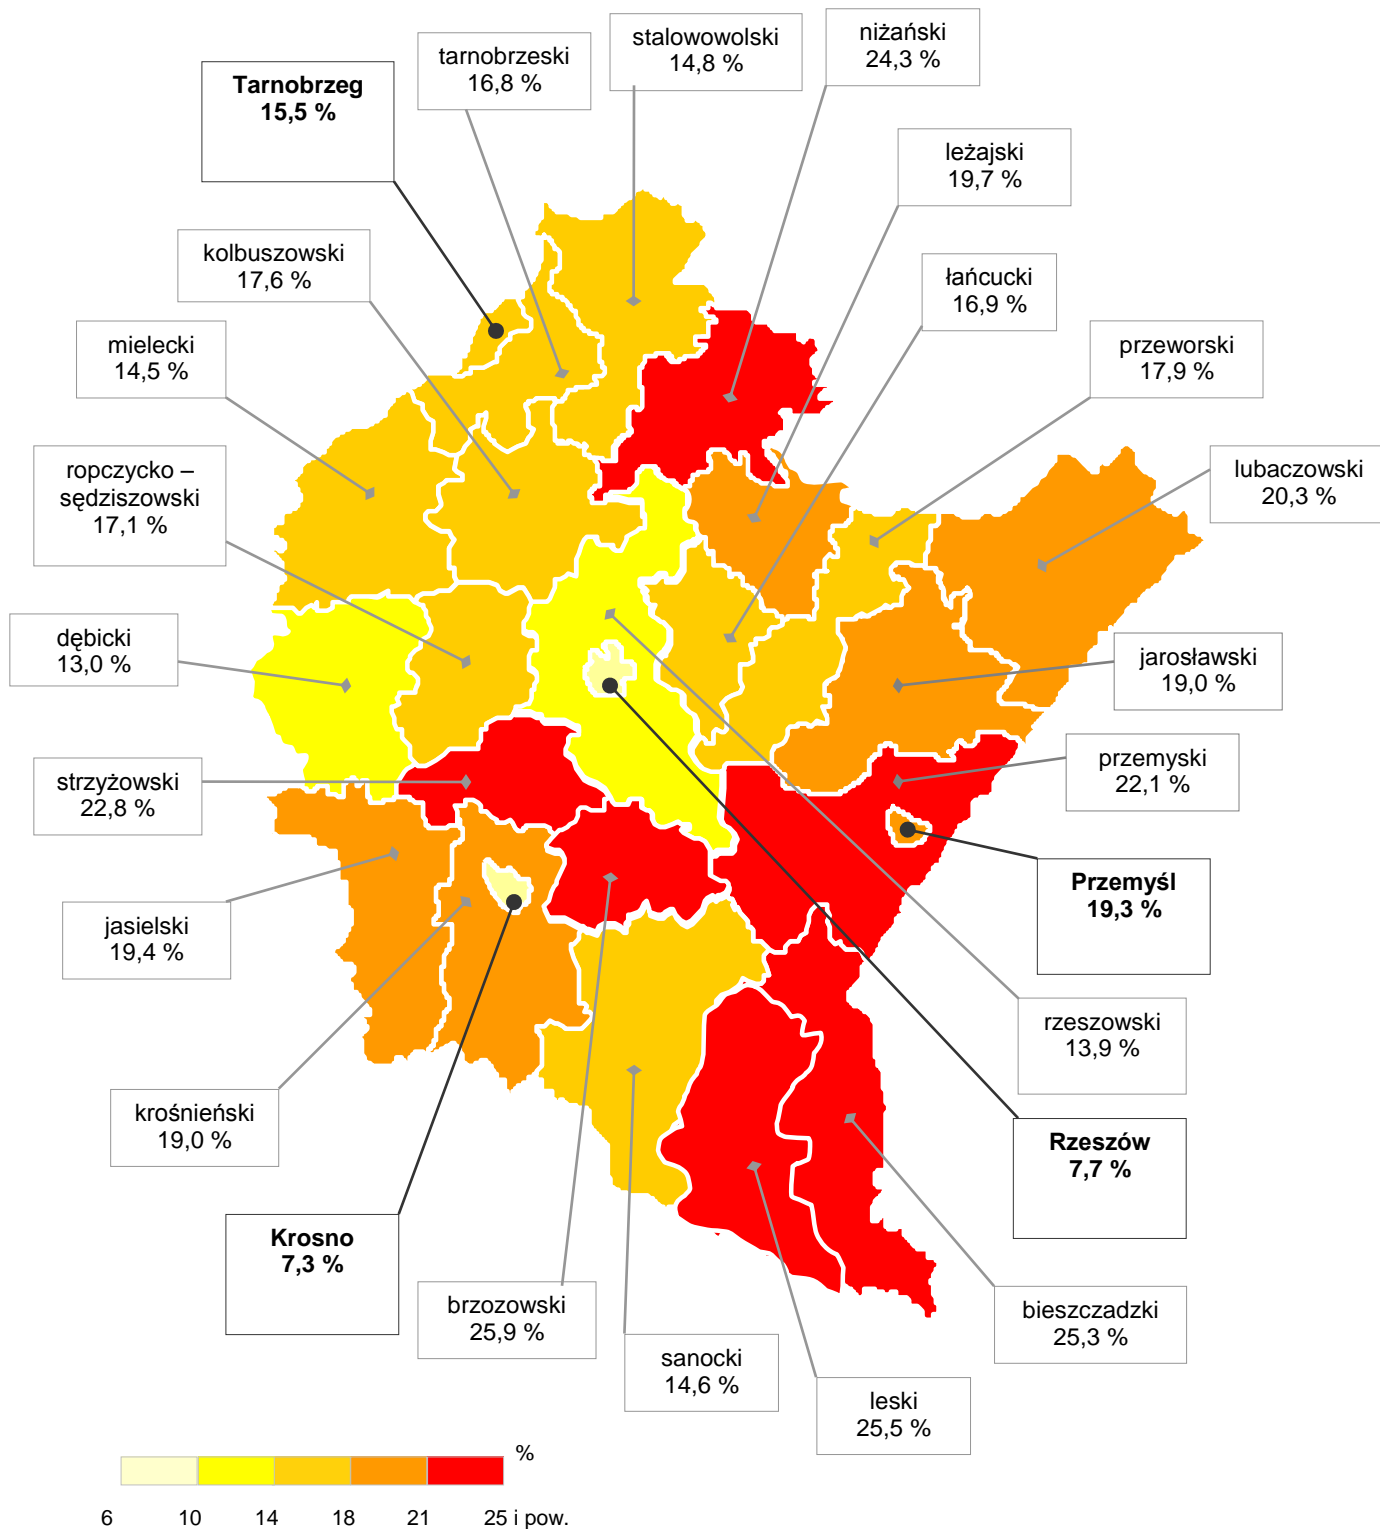 stalowowolski
14,8 %
niżański
24,3 %
tarnobrzeski
16,8 %
Tarnobrzeg
15,5 %
leżajski
19,7 %
kolbuszowski
17,6 %
łańcucki
16,9 %
mielecki
14,5 %
przeworski
17,9 %
ropczycko –
sędziszowski
17,1 %
lubaczowski
20,3 %
dębicki
13,0 %
jarosławski
19,0 %
strzyżowski
22,8 %
przemyski
22,1 %
Przemyśl
19,3 %
jasielski
19,4 %
rzeszowski
13,9 %
krośnieński
19,0 %
Rzeszów
7,7 %
Krosno
7,3 %
brzozowski
25,9 %
bieszczadzki
25,3 %
sanocki
14,6 %
leski
25,5 %
%
6 10 14 18 21 25 i pow.